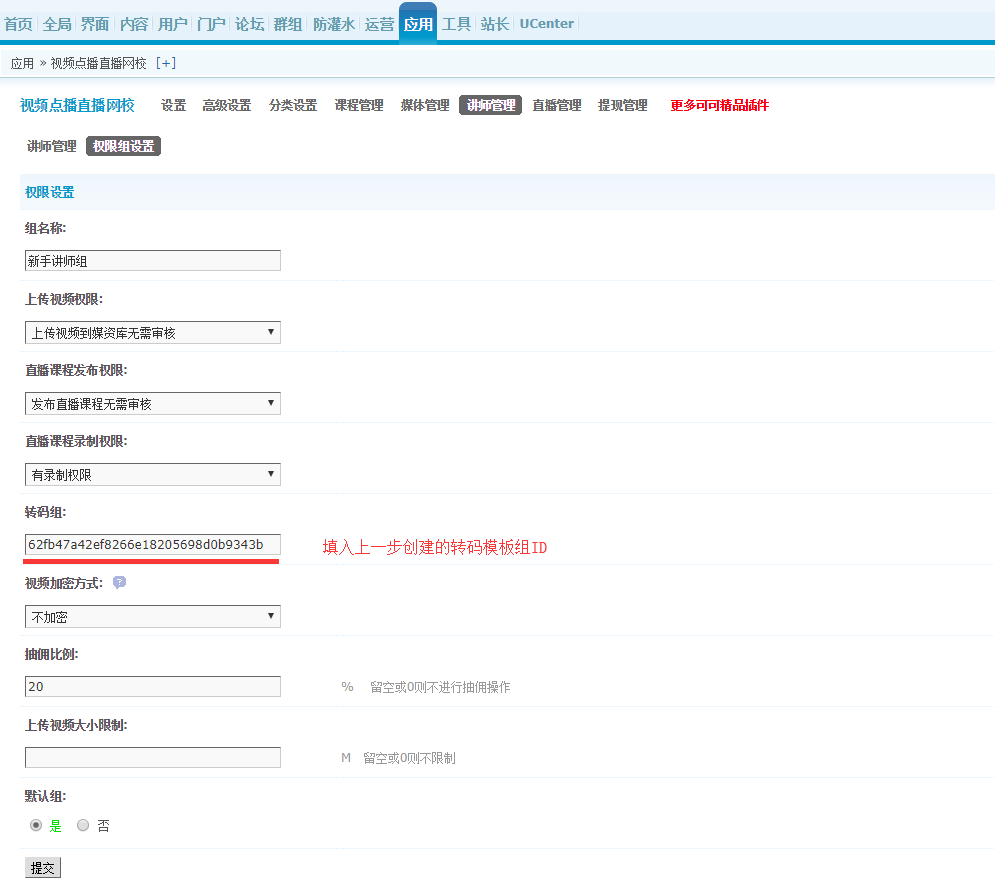 首页 全局 界面 内容 用户 门户 论坛 群组 防灌水 运营 应用 工具 站长 UCenter
应用 » 视频点播直播网校 [+]
视频点播直播网校 设置 高级设置 分类设置 课程管理 媒体管理 讲师管理 直播管理 提现管理 更多可可精品插件
讲师管理 权限组设置
权限设置
组名称:
新手讲师组
上传视频权限:
上传视频到媒资库无需审核
直播课程发布权限:
发布直播课程无需审核
直播课程录制权限:
有录制权限
转码组:
62fb47a42ef8266e18205698d0b9343b 填入上一步创建的转码模板组ID
视频加密方式: ?
不加密
抽佣比例:
20 % 留空或0则不进行抽佣操作
上传视频大小限制:
M 留空或0则不限制
默认组:
是 否
提交